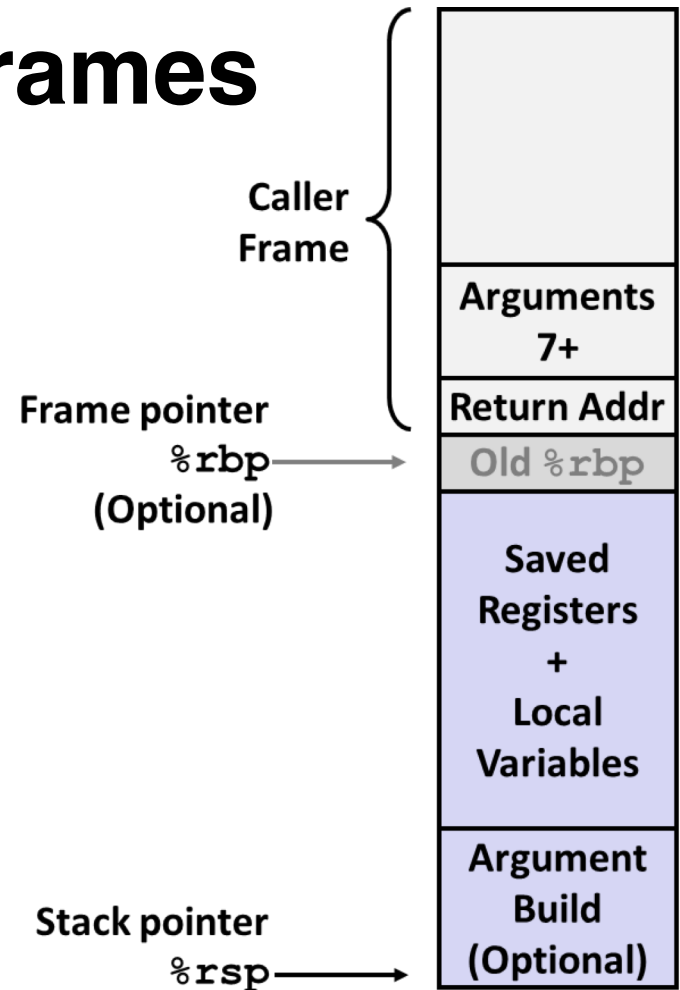 rames
Caller
Frame
Arguments
7+
Return Addr
Frame pointer
%rbp
(Optional)
Old %rbp
Saved
Registers
+
Local
Variables
Argument
Build
(Optional)
Stack pointer
%rsp